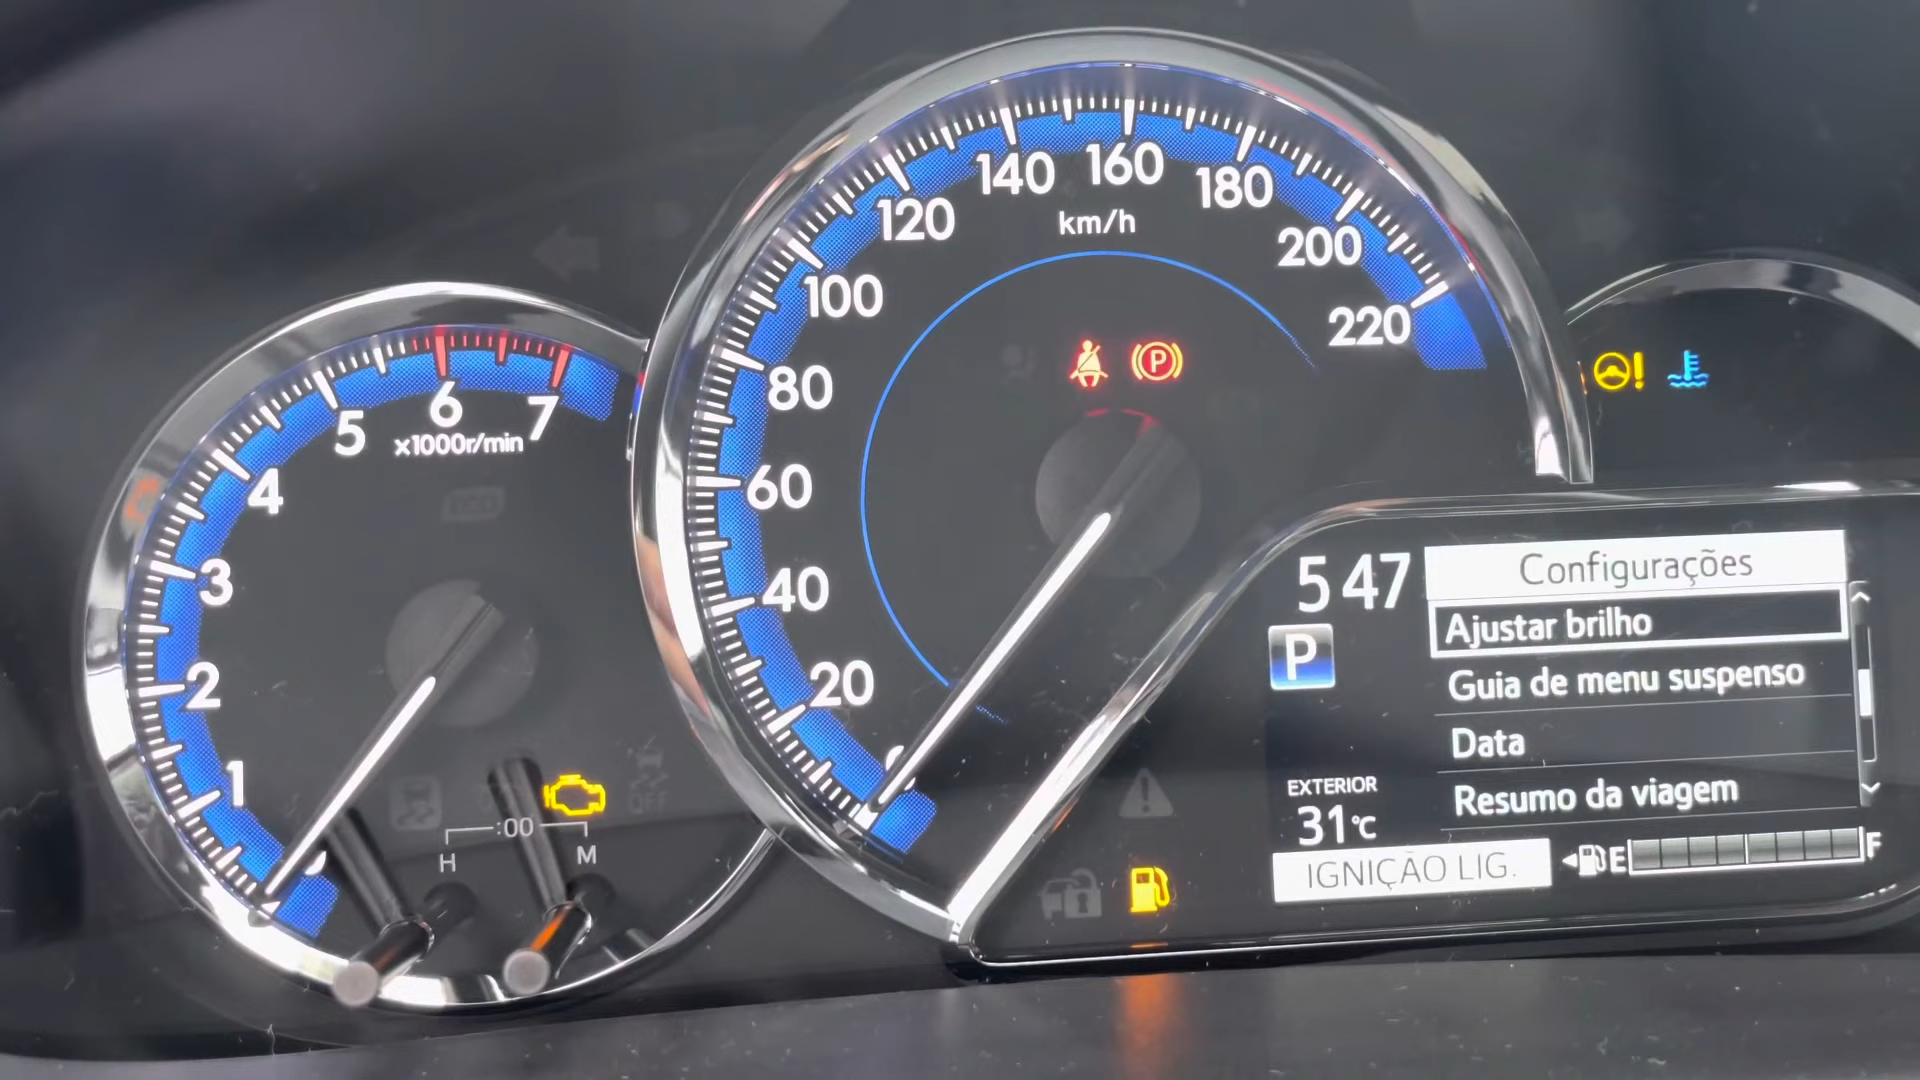 220
200
180
160
140
120
100
80
60
40
20
km/h
7
6
5
4
3
2
1
x1000r/min
:00
H
M
OFF
P
5 47
P
EXTERIOR
31°C
IGNIÇÃO LIG.
Configurações
Ajustar brilho
Guia de menu suspenso
Data
Resumo da viagem
E
F